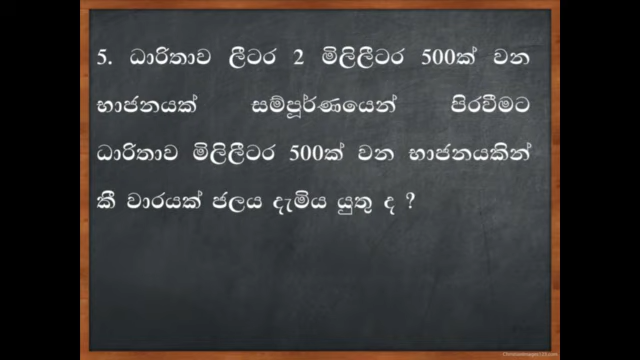 5. ධාරිතාව ලීටර 2 මිලිලීටර 500ක් වන
භාජනයක් සම්පූර්ණයෙන් පිරවීමට
ධාරිතාව මිලිලීටර 500ක් වන භාජනයකින්
කී වාරයක් ජලය දැමිය යුතු ද ?